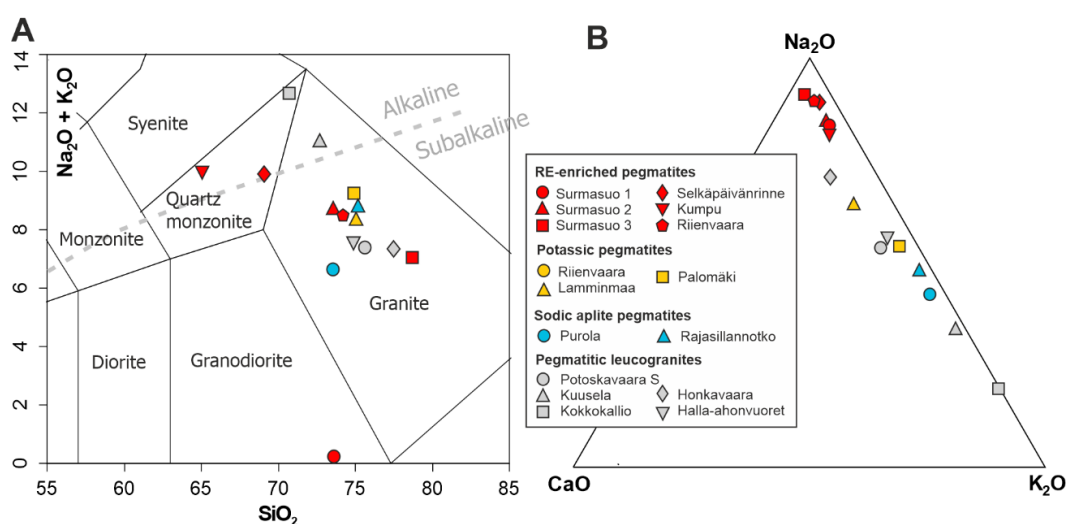 A
B
Na₂O + K₂O
14
12
10
8
6
4
2
0
55
60
65
70
75
80
85
SiO₂
Syenite
Alkaline
Subalkaline
Quartz
monzonite
Monzonite
Diorite
Granodiorite
Granite
RE-enriched pegmatites
Surmasuo 1 Selkäpäivänrinne
Surmasuo 2 Kumpu
Surmasuo 3 Riienvaara
Potassic pegmatites
Riienvaara
Palomäki
Lamminmaa
Sodic aplite pegmatites
Purola Rajasillannotko
Pegmatitic leucogranites
Potoskavaara S
Kuusela Honkavaara
Kokkokallio Halla-ahonvuoret
Na₂O
CaO
K₂O